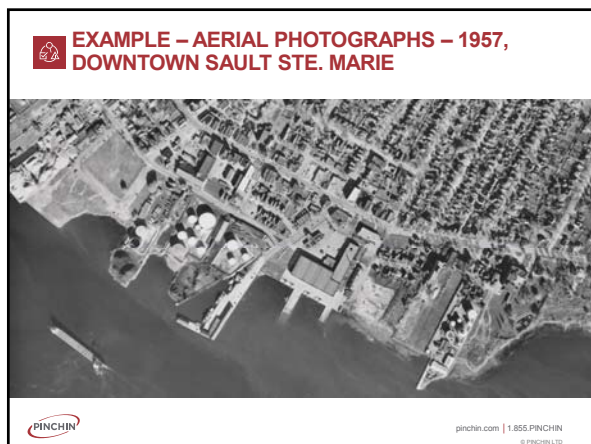 EXAMPLE – AERIAL PHOTOGRAPHS – 1957,
DOWNTOWN SAULT STE. MARIE
PINCHIN
pinchin.com | 1.855.PINCHIN
© PINCHIN LTD